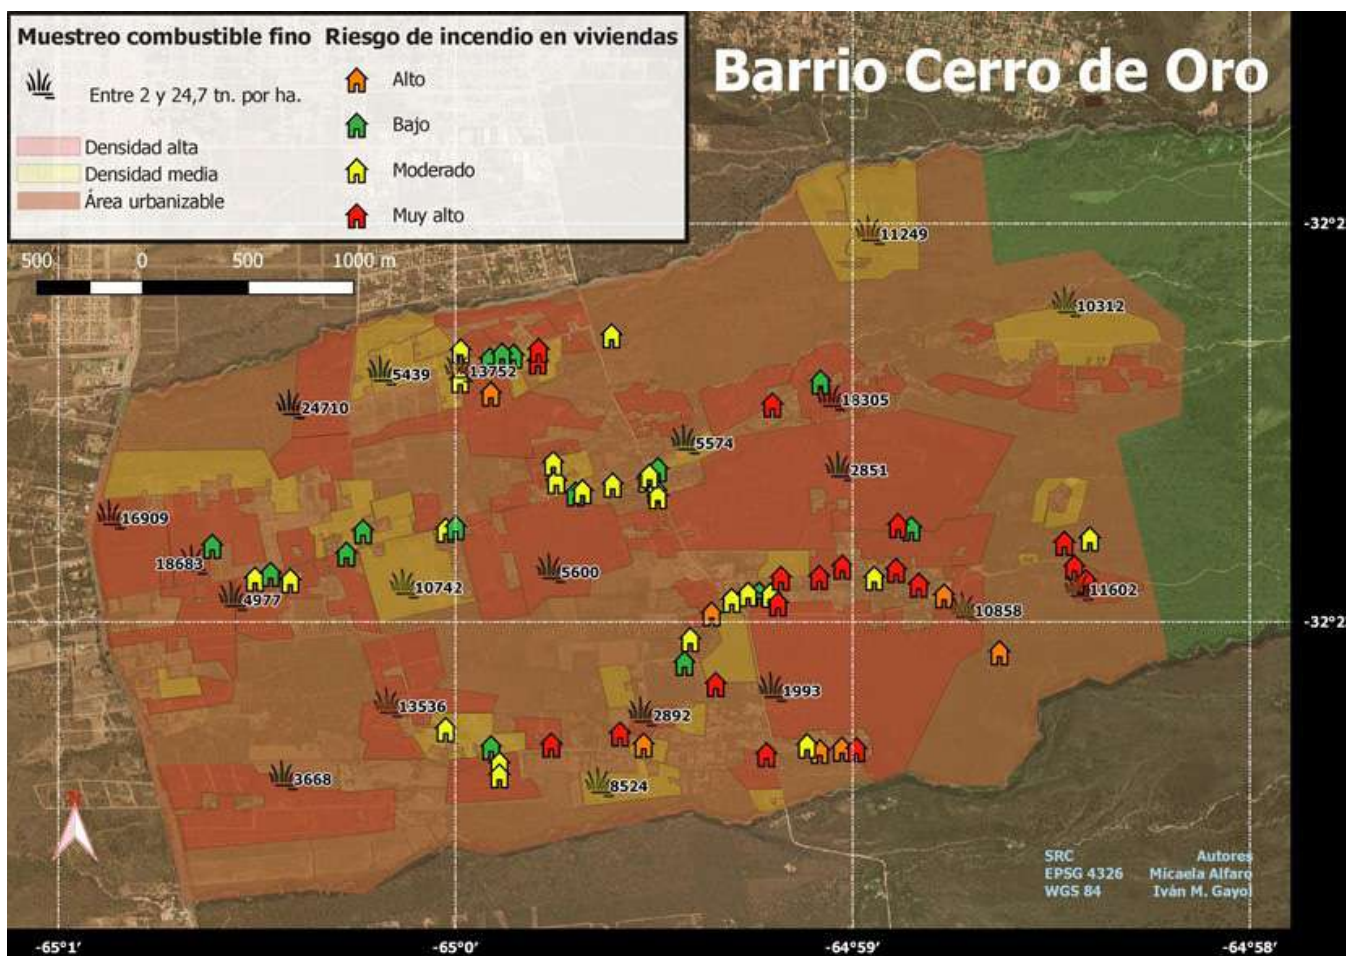 Barrio Cerro de Oro
Muestreo combustible fino
Entre 2 y 24,7 tn. por ha.
Densidad alta
Densidad media
Área urbanizable
Riesgo de incendio en viviendas
Alto
Bajo
Moderado
Muy alto
500 0 500 1000 m
11249
10312
5439
13752
24710
18305
5574
2851
16909
18683
5600
10742
4977
11602
10858
1993
13536
2892
3668
8524
SRC Autores
EPSG 4326 Micaela Alfaro
WGS 84 Iván M. Gayol
-65°1′ -65°0′ -64°59′ -64°58′